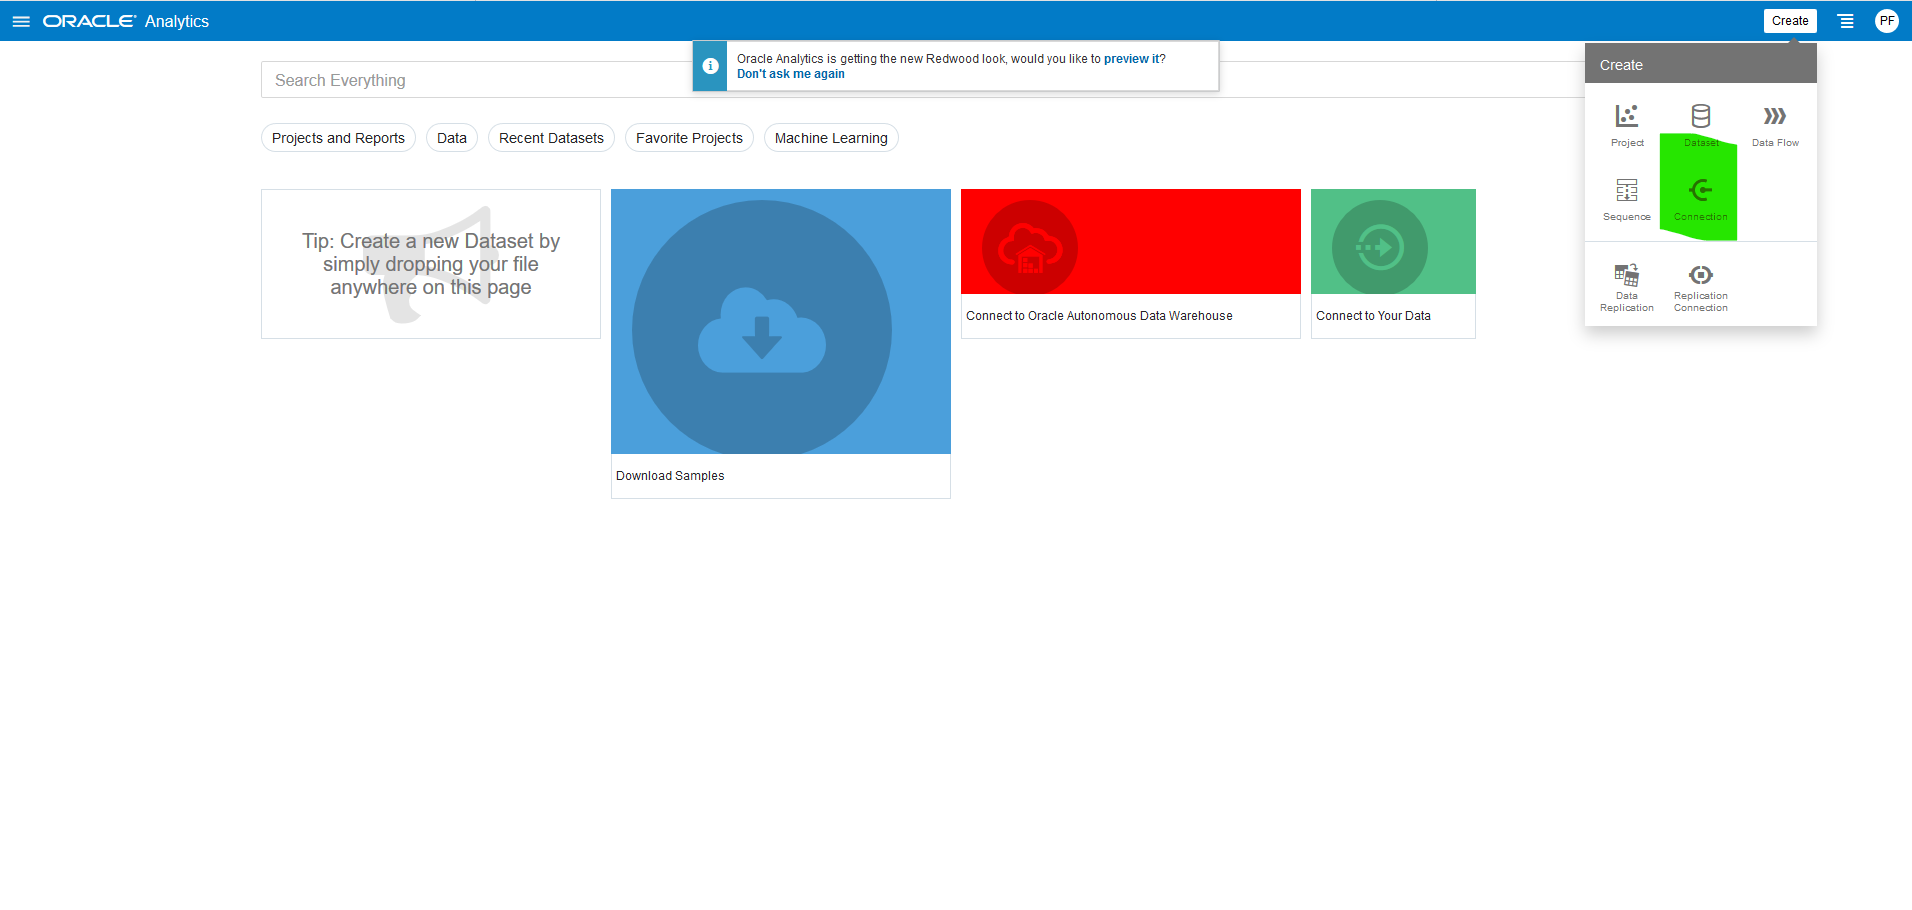 ORACLE Analytics
Create
PF
Oracle Analytics is getting the new Redwood look, would you like to preview it?
Don't ask me again
Search Everything
Create
Projects and Reports
Data
Recent Datasets
Favorite Projects
Machine Learning
Project
Dataset
Data Flow
Sequence
Connection
Data
Replication
Replication
Connection
Tip: Create a new Dataset by
simply dropping your file
anywhere on this page
Connect to Oracle Autonomous Data Warehouse
Connect to Your Data
Download Samples